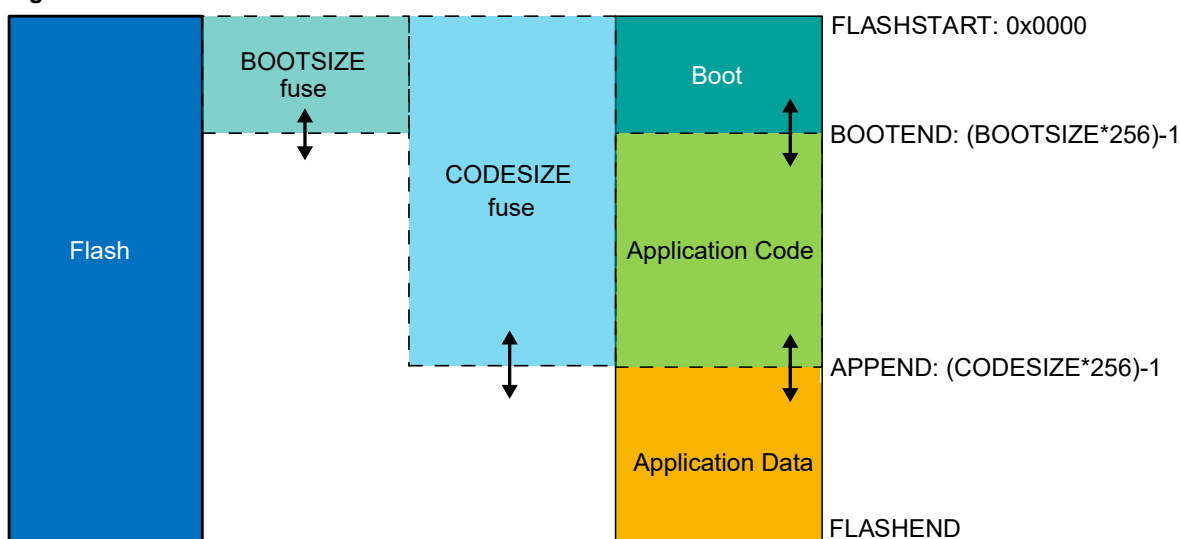 FLASHSTART: 0x0000
BOOTSIZE
fuse
Boot
BOOTEND: (BOOTSIZE*256)-1
CODESIZE
fuse
Flash
Application Code
APPEND: (CODESIZE*256)-1
Application Data
FLASHEND